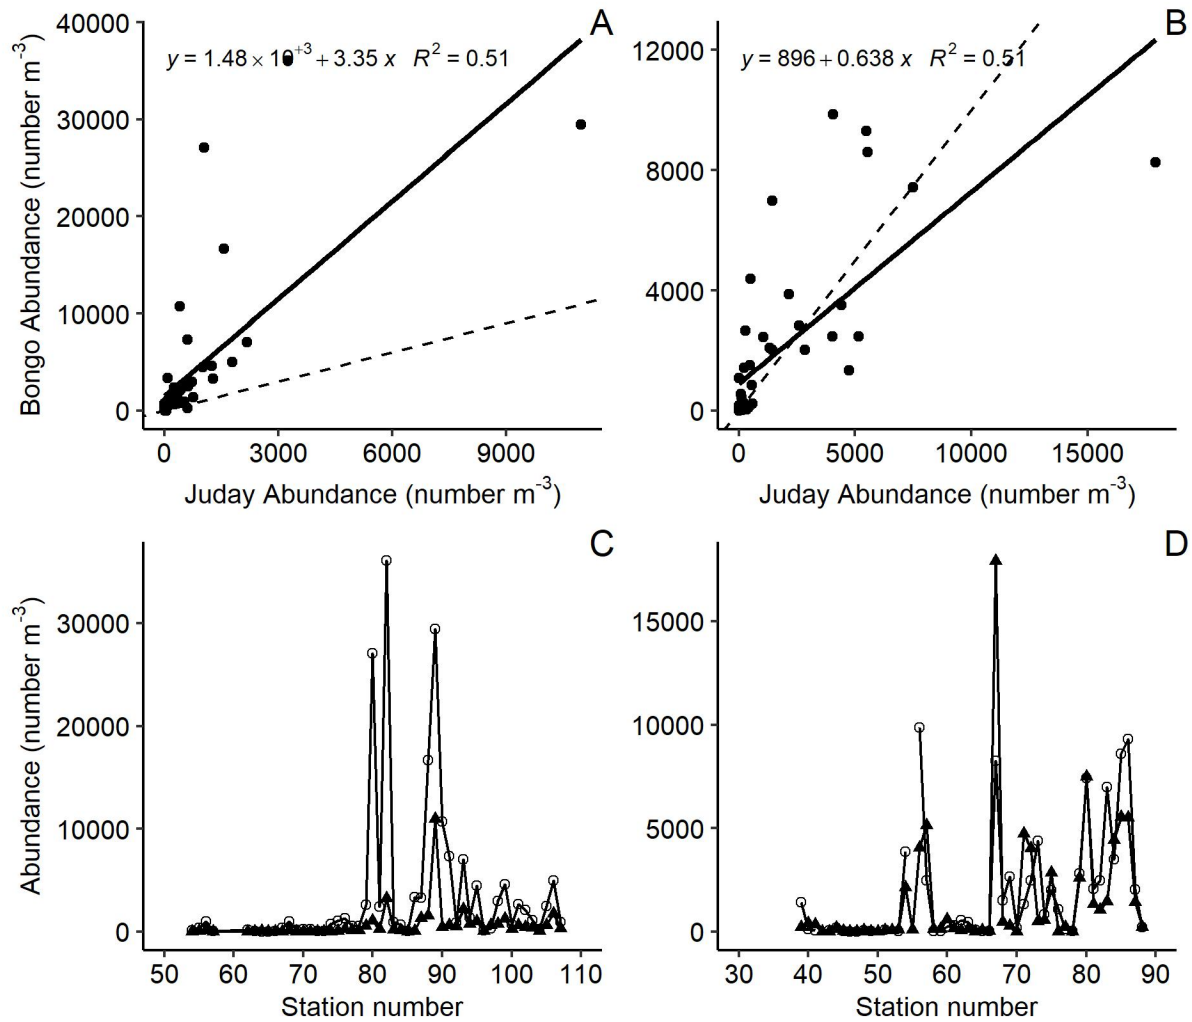 A
B
y = 1.48 × 10+3 + 3.35 x R2 = 0.51
y = 896 + 0.638 x R2 = 0.51
Bongo Abundance (number m-3)
40000
30000
20000
10000
0
0 3000 6000 9000
Juday Abundance (number m-3)
12000
8000
4000
0
0 5000 10000 15000
Juday Abundance (number m-3)
C
D
Abundance (number m-3)
30000
20000
10000
0
50 60 70 80 90 100 110
Station number
15000
10000
5000
0
30 40 50 60 70 80 90
Station number